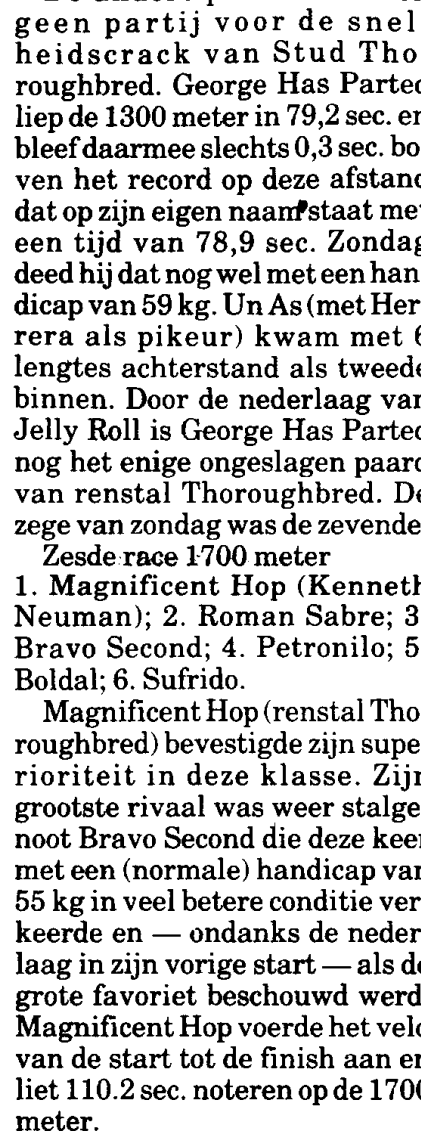 geen partij voor de snel
heidscrack van Stud Tho
roughbred. George Has Parted
liep de 1300 meter in 79,2 sec. en
bleef daarmee slechts 0,3 sec. bo
ven het record op deze afstand
dat op zijn eigen naam staat met
een tijd van 78,9 sec. Zondag
deed hij dat nog wel met een han
dicap van 59 kg. Un As (met Her
rera als pikeur) kwam met 6
lengtes achterstand als tweede
binnen. Door de nederlaag van
Jelly Roll is George Has Parted
nog het enige ongeslagen paard
van renstal Thoroughbred. De
zege van zondag was de zevende
Zesde race 1700 meter
1. Magnificent Hop (Kenneth
Neuman); 2. Roman Sabre; 3
Bravo Second; 4. Petronilo; 5
Boldal; 6. Sufrido.
Magnificent Hop (renstal Tho
roughbred) bevestigde zijn supe
rioriteit in deze klasse. Zijn
grootste rivaal was weer stalge
noot Bravo Second die deze keer
met een (normale) handicap van
55 kg in veel betere conditie ver
keerde en — ondanks de neder
laag in zijn vorige start — als de
grote favoriet beschouwd werd
Magnificent Hop voerde het veld
van de start tot de finish aan en
liet 110.2 sec. noteren op de 1700
meter.